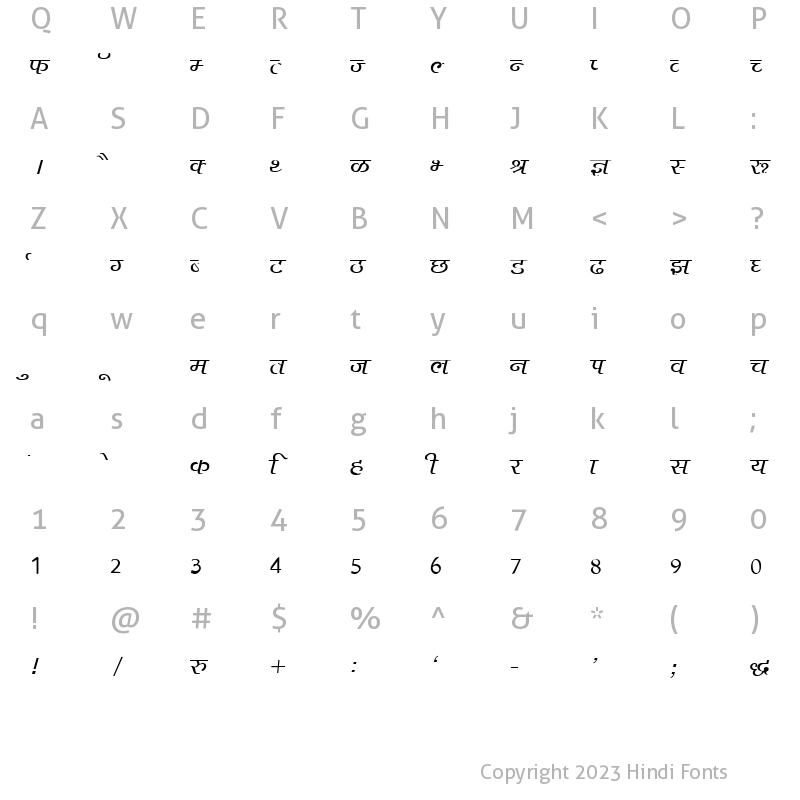 Q W E R T Y U I O P
फ ॅ म्‍ त्‍ ज्‍ ल्‍ न्‍ प्‍ व्‍ च्‍
A S D F G H J K L :
। ै क्‍ थ्‍ ळ भ्‍ श्र ज्ञ स्‍ रू
Z X C V B N M < > ?
र्‍ ग्‍ ब्‍ ट ठ छ ड ढ झ घ्‍
q w e r t y u i o p
ु ू म त ज ल न प व च
a s d f g h j k l ;
ं े क ि ह ी र ा स य
1 2 3 4 5 6 7 8 9 0
1 2 3 4 5 6 7 8 9 0
! @ # $ % ^ & * ( )
! / रु + : ‘ - ’ ; द्ध
Copyright 2023 Hindi Fonts